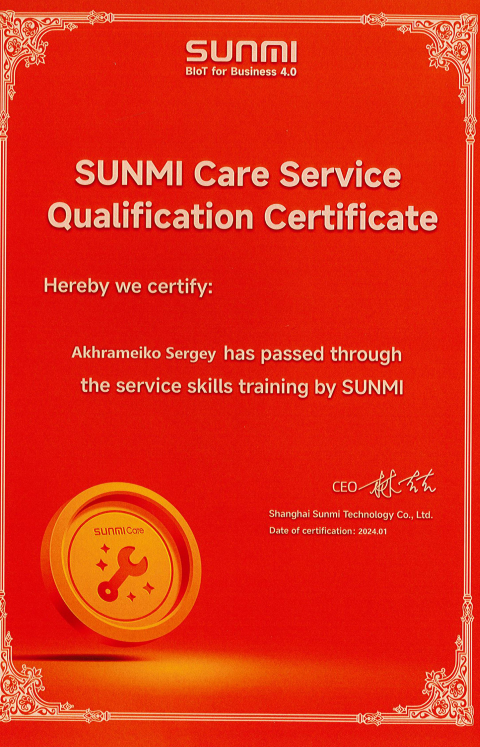 SUNMI
BIoT for Business 4.0
SUNMI Care Service
Qualification Certificate
Hereby we certify:
Akhrameiko Sergey has passed through
the service skills training by SUNMI
CEO
Shanghai Sunmi Technology Co., Ltd.
Date of certification: 2024.01
SUNMI Care